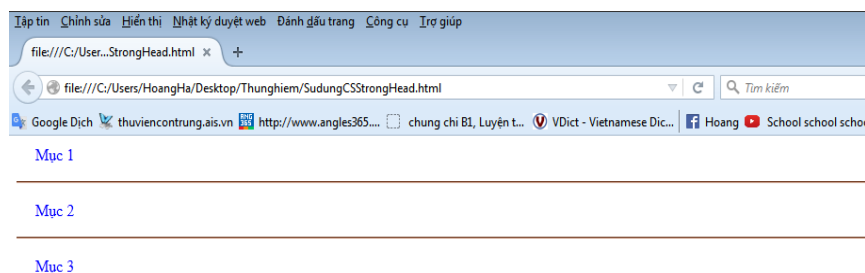 Tập tin Chỉnh sửa Hiển thị Nhật ký duyệt web Đánh dấu trang Công cụ Trợ giúp
file:///C:/User...StrongHead.html × +
file:///C:/Users/HoangHa/Desktop/Thunghiem/SudungCSStrongHead.html Tìm kiếm
Google Dịch thuviencontrung.ais.vn http://www.angles365.... chung chi B1, Luyện t... VDict - Vietnamese Dic... Hoang School school scho
Mục 1
Mục 2
Mục 3